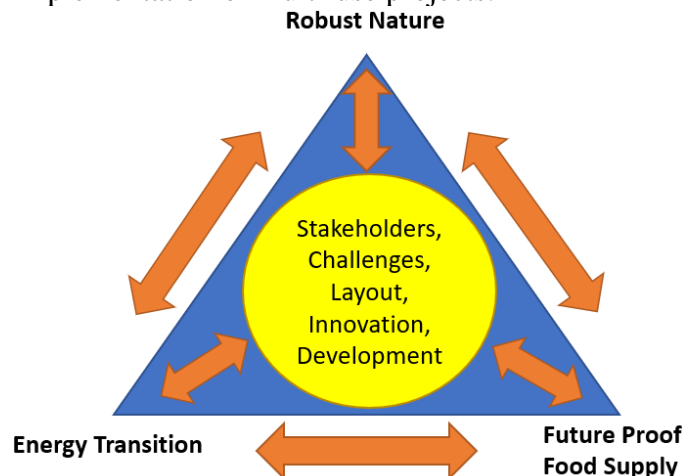 Robust Nature
Stakeholders,
Challenges,
Layout,
Innovation,
Development
Energy Transition
Future Proof
Food Supply